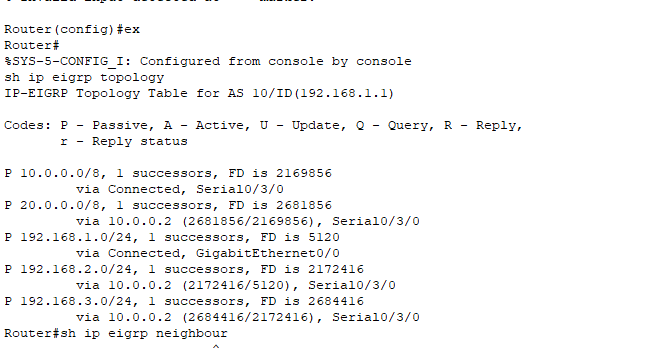 Router(config)#ex
Router#
%SYS-5-CONFIG_I: Configured from console by console
sh ip eigrp topology
IP-EIGRP Topology Table for AS 10/ID(192.168.1.1)
Codes: P - Passive, A - Active, U - Update, Q - Query, R - Reply,
r - Reply status
P 10.0.0.0/8, 1 successors, FD is 2169856
via Connected, Serial0/3/0
P 20.0.0.0/8, 1 successors, FD is 2681856
via 10.0.0.2 (2681856/2169856), Serial0/3/0
P 192.168.1.0/24, 1 successors, FD is 5120
via Connected, GigabitEthernet0/0
P 192.168.2.0/24, 1 successors, FD is 2172416
via 10.0.0.2 (2172416/5120), Serial0/3/0
P 192.168.3.0/24, 1 successors, FD is 2684416
via 10.0.0.2 (2684416/2172416), Serial0/3/0
Router#sh ip eigrp neighbour
^